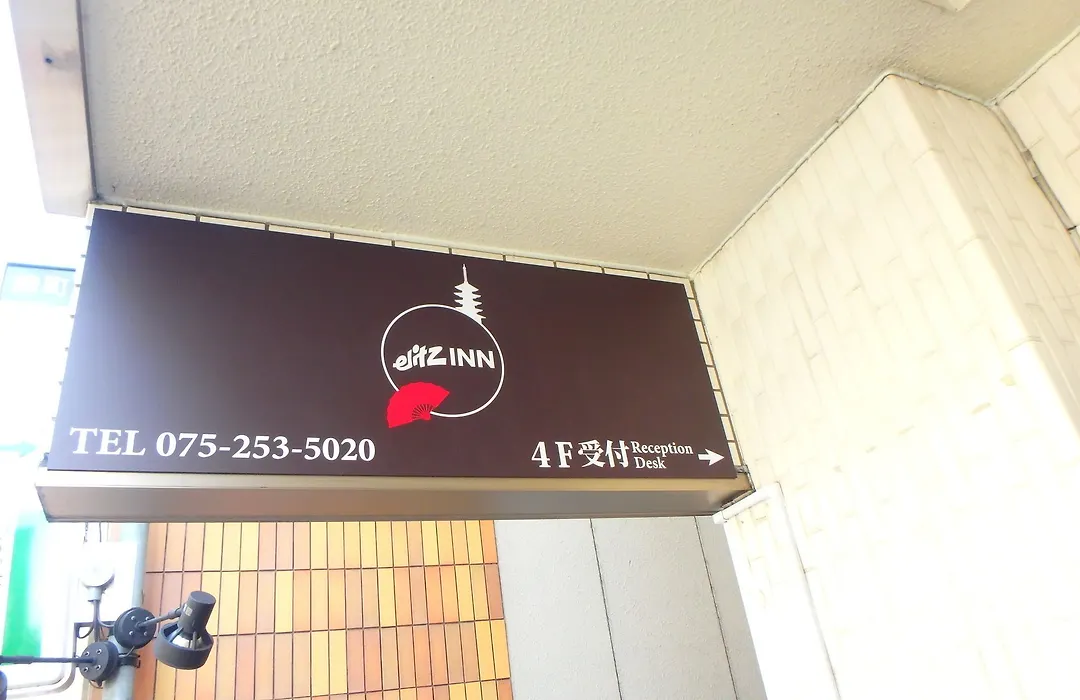 elitZ INN
TEL 075-253-5020
4F受付 Reception
Desk